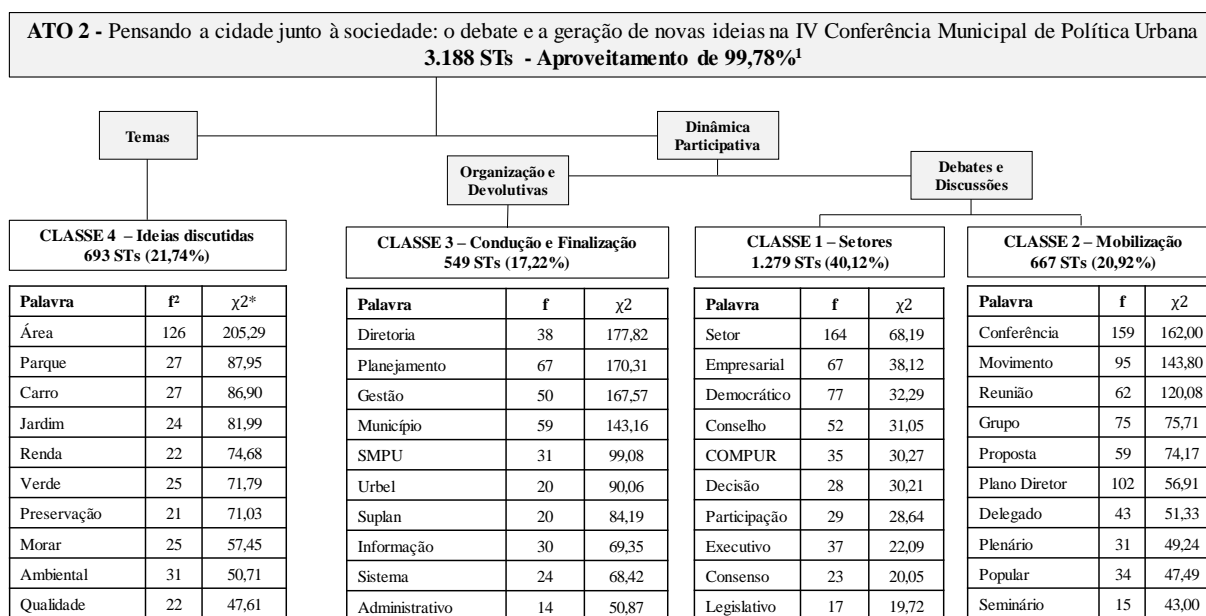 ATO 2 - Pensando a cidade junto à sociedade: o debate e a geração de novas ideias na IV Conferência Municipal de Política Urbana
3.188 STs - Aproveitamento de 99,78%¹
Temas
Dinâmica
Participativa
Organização e
Devolutivas
Debates e
Discussões
CLASSE 4 – Ideias discutidas
693 STs (21,74%)
Palavra f² χ2*
Área 126 205,29
Parque 27 87,95
Carro 27 86,90
Jardim 24 81,99
Renda 22 74,68
Verde 25 71,79
Preservação 21 71,03
Morar 25 57,45
Ambiental 31 50,71
Qualidade 22 47,61
CLASSE 3 – Condução e Finalização
549 STs (17,22%)
Palavra f χ2
Diretoria 38 177,82
Planejamento 67 170,31
Gestão 50 167,57
Município 59 143,16
SMPU 31 99,08
Urbel 20 90,06
Suplan 20 84,19
Informação 30 69,35
Sistema 24 68,42
Administrativo 14 50,87
CLASSE 1 – Setores
1.279 STs (40,12%)
Palavra f χ2
Setor 164 68,19
Empresarial 67 38,12
Democrático 77 32,29
Conselho 52 31,05
COMPUR 35 30,27
Decisão 28 30,21
Participação 29 28,64
Executivo 37 22,09
Consenso 23 20,05
Legislativo 17 19,72
CLASSE 2 – Mobilização
667 STs (20,92%)
Palavra f χ2
Conferência 159 162,00
Movimento 95 143,80
Reunião 62 120,08
Grupo 75 75,71
Proposta 59 74,17
Plano Diretor 102 56,91
Delegado 43 51,33
Plenário 31 49,24
Popular 34 47,49
Seminário 15 43,00